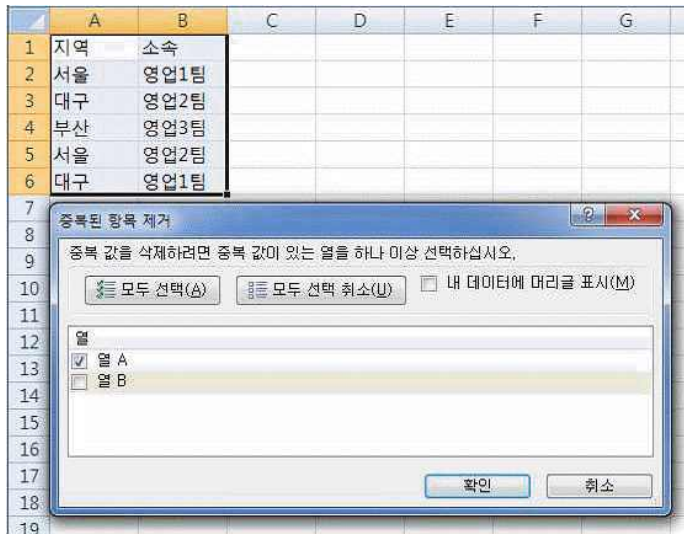 A B C D E F G
1 지역 소속
2 서울 영업1팀
3 대구 영업2팀
4 부산 영업3팀
5 서울 영업2팀
6 대구 영업1팀
7
중복된 항목 제거
8
중복 값을 삭제하려면 중복 값이 있는 열을 하나 이상 선택하십시오.
9
10 모두 선택(A) 모두 선택 취소(U) 내 데이터에 머리글 표시(M)
11
12 열
13 열 A
14 열 B
15
16
17 확인 취소
18
19